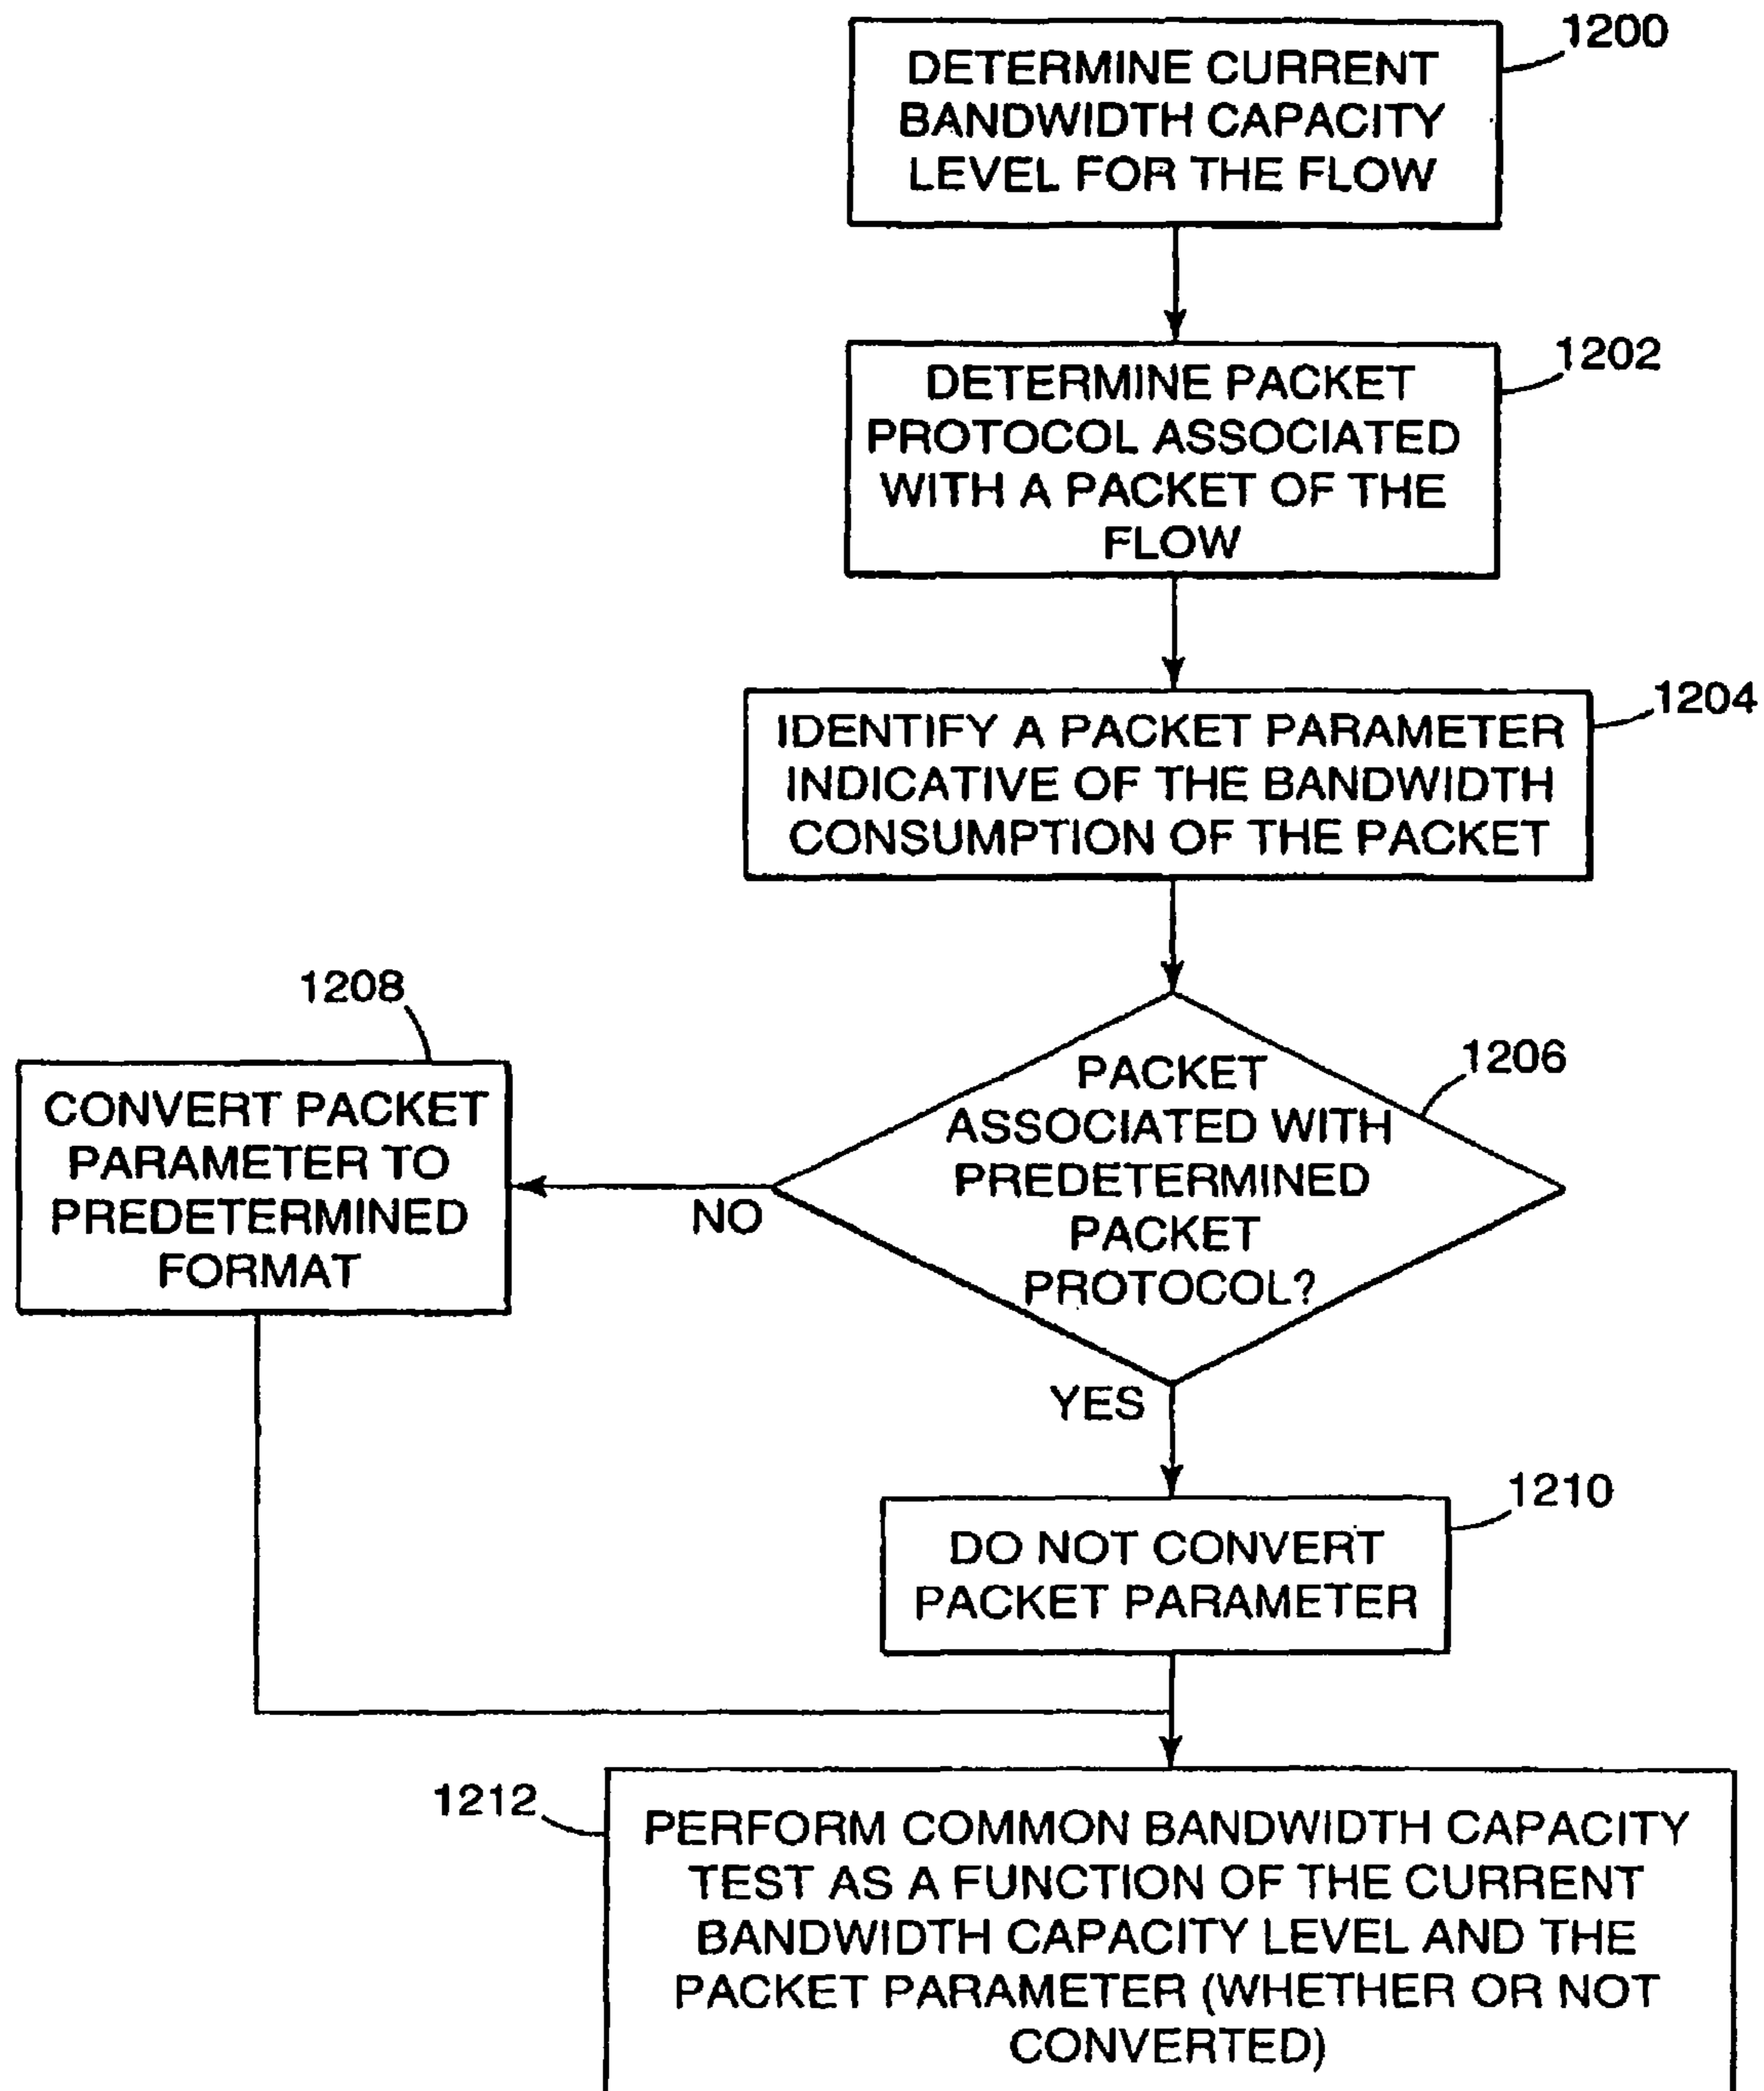 1200
DETERMINE CURRENT
BANDWIDTH CAPACITY
LEVEL FOR THE FLOW
1202
DETERMINE PACKET
PROTOCOL ASSOCIATED
WITH A PACKET OF THE
FLOW
1204
IDENTIFY A PACKET PARAMETER
INDICATIVE OF THE BANDWIDTH
CONSUMPTION OF THE PACKET
1206
PACKET
ASSOCIATED WITH
PREDETERMINED
PACKET
PROTOCOL?
NO
1208
CONVERT PACKET
PARAMETER TO
PREDETERMINED
FORMAT
YES
1210
DO NOT CONVERT
PACKET PARAMETER
1212
PERFORM COMMON BANDWIDTH CAPACITY
TEST AS A FUNCTION OF THE CURRENT
BANDWIDTH CAPACITY LEVEL AND THE
PACKET PARAMETER (WHETHER OR NOT
CONVERTED)